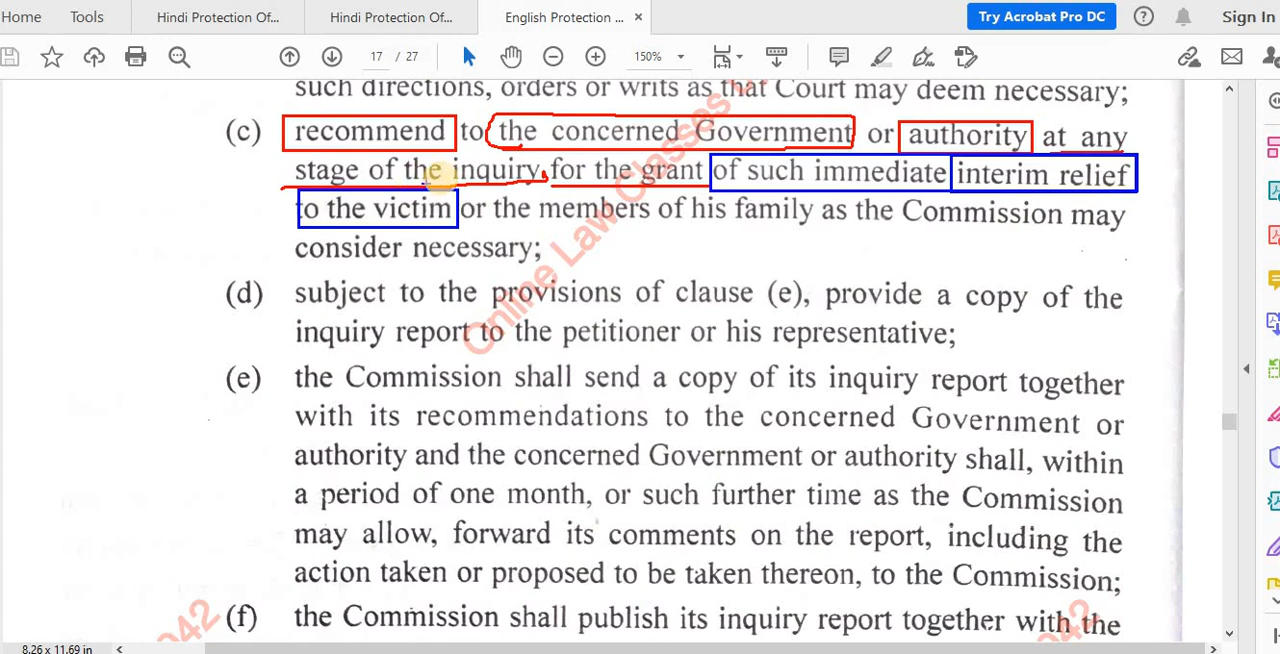 Home Tools Hindi Protection Of... Hindi Protection Of... English Protection ... × Try Acrobat Pro DC ? Sign In
17 / 27 150%
such directions, orders or writs as that Court may deem necessary;
(c) recommend to the concerned Government or authority at any
stage of the inquiry, for the grant of such immediate interim relief
to the victim or the members of his family as the Commission may
consider necessary;
(d) subject to the provisions of clause (e), provide a copy of the
inquiry report to the petitioner or his representative;
(e) the Commission shall send a copy of its inquiry report together
with its recommendations to the concerned Government or
authority and the concerned Government or authority shall, within
a period of one month, or such further time as the Commission
may allow, forward its comments on the report, including the
action taken or proposed to be taken thereon, to the Commission;
(f) the Commission shall publish its inquiry report together with the
Online Law Classes
042
042
8.26 x 11.69 in